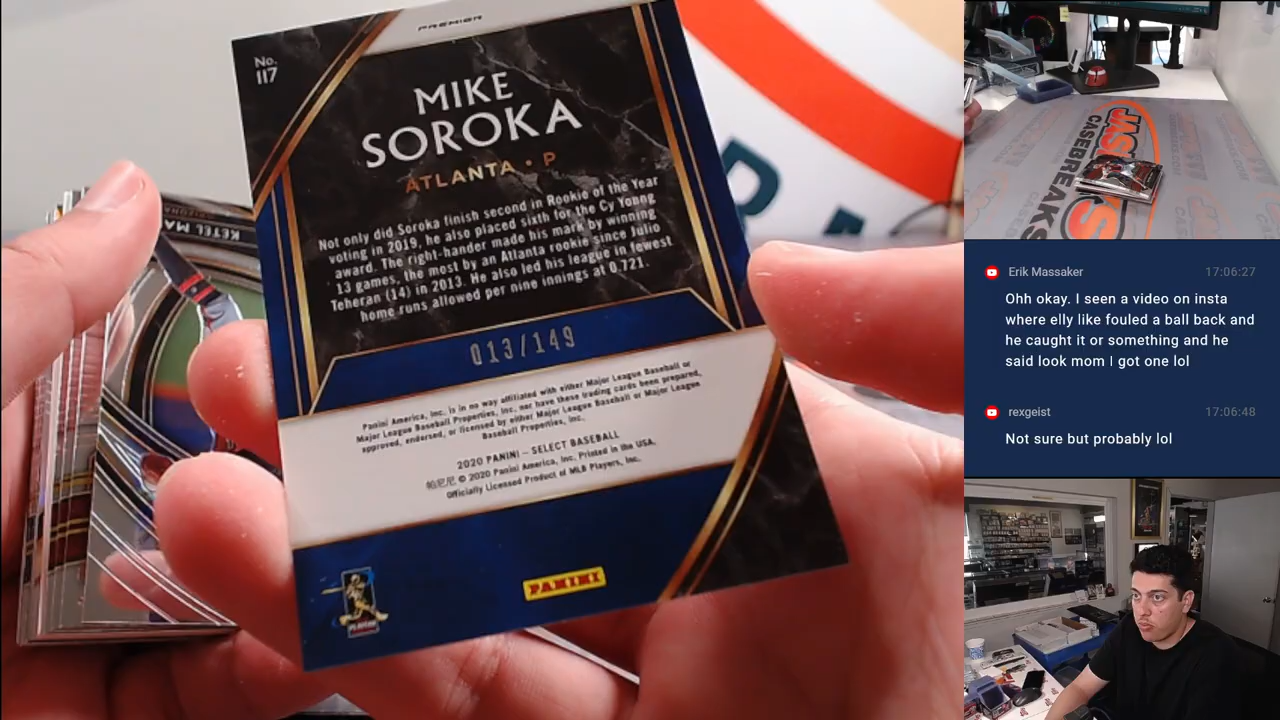 PREMIER
No.
117
MIKE
SOROKA
ATLANTA • P
Not only did Soroka finish second in Rookie of the Year
voting in 2019, he also placed sixth for the Cy Young
award. The right-hander made his mark by winning
13 games, the most by an Atlanta rookie since Julio
Teheran (14) in 2013. He also led his league in fewest
home runs allowed per nine innings at 0.721.
013/149
Panini America, Inc. is in no way affiliated with either Major League Baseball or
Major League Baseball Properties, Inc. nor have these trading cards been prepared,
approved, endorsed, or licensed by either Major League Baseball or Major League
Baseball Properties, Inc.
2020 PANINI – SELECT BASEBALL
帕尼尼 © 2020 Panini America, Inc. Printed in the USA.
Officially Licensed Product of MLB Players, Inc.
PANINI
KETEL MA
JASPYS
CASEBREAKS
Erik Massaker 17:06:27
Ohh okay. I seen a video on insta
where elly like fouled a ball back and
he caught it or something and he
said look mom I got one lol
rexgeist 17:06:48
Not sure but probably lol